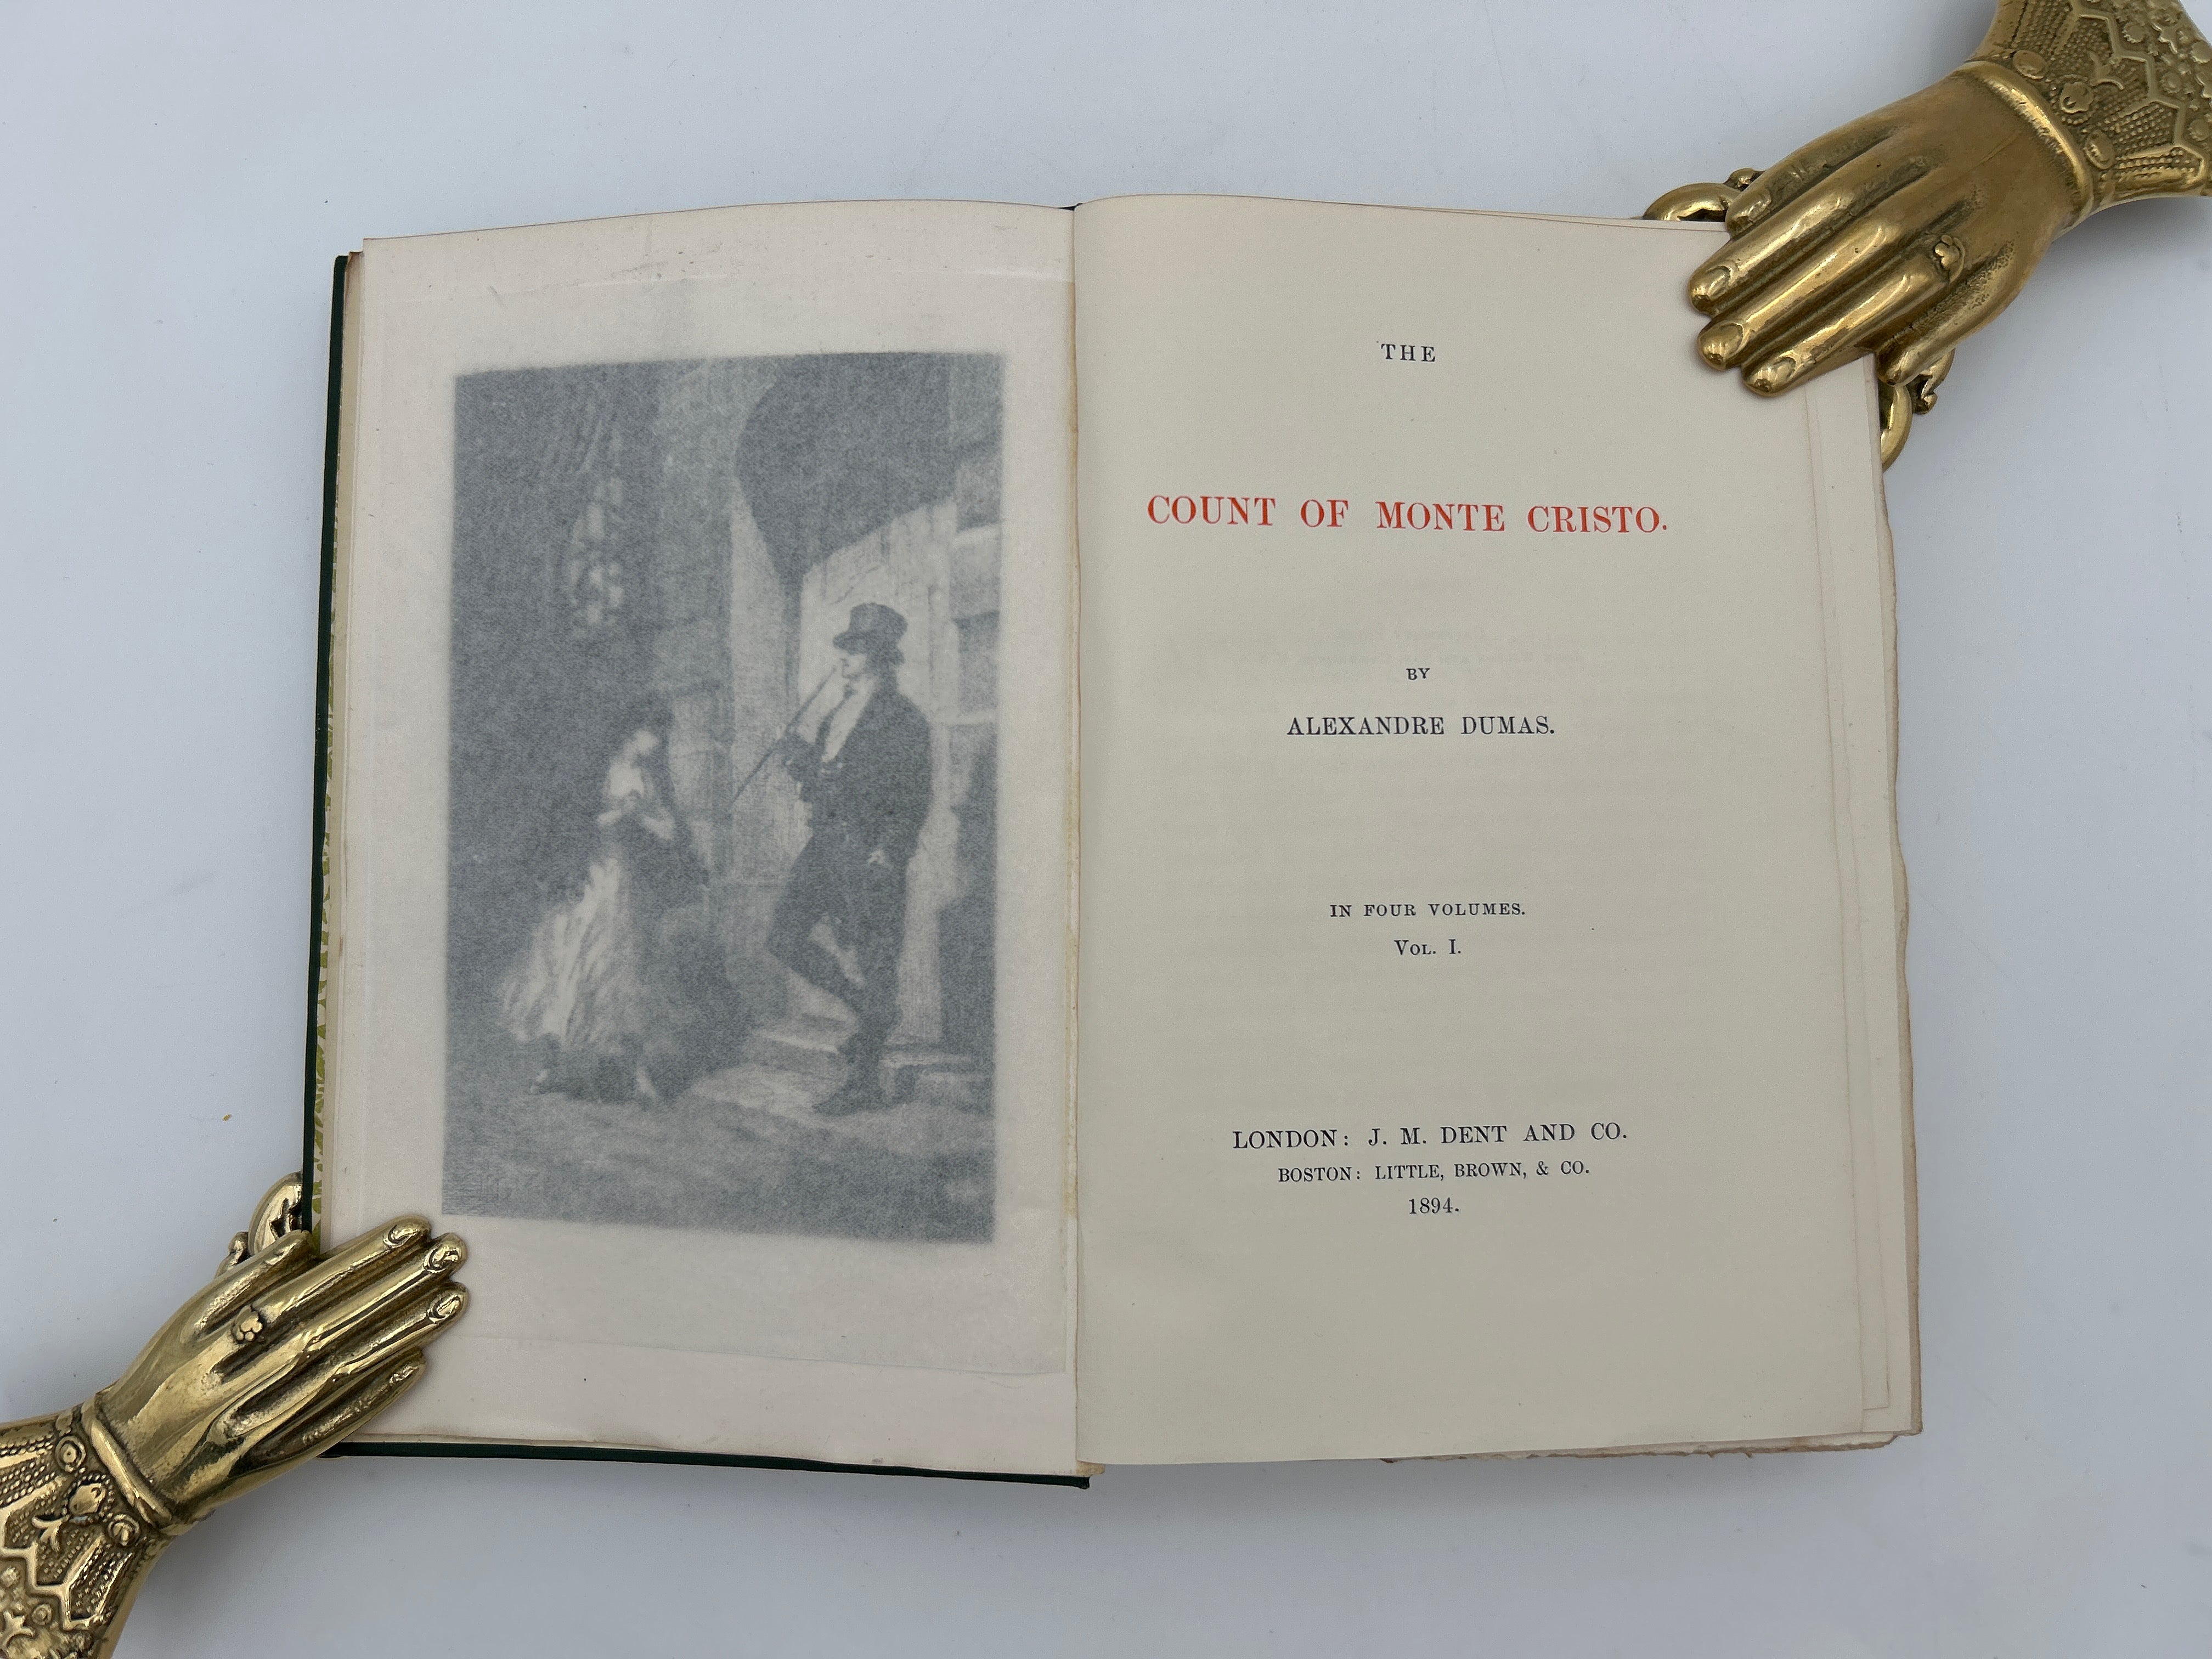 THE
COUNT OF MONTE CRISTO.
BY
ALEXANDRE DUMAS.
IN FOUR VOLUMES.
VOL. I.
LONDON: J. M. DENT AND CO.
BOSTON: LITTLE, BROWN, & CO.
1894.